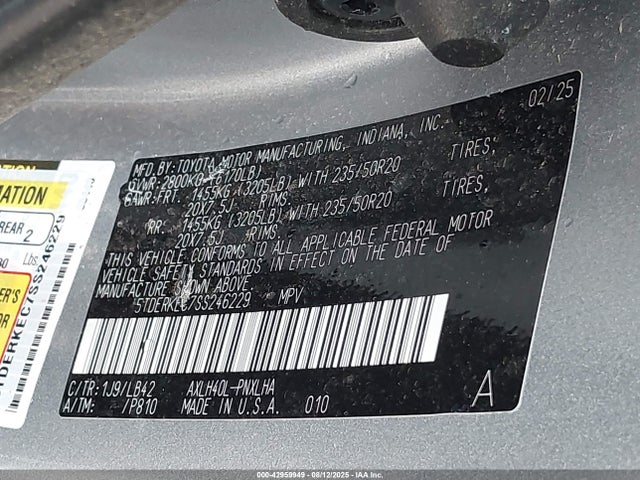 02/25
MFD.BY:TOYOTA MOTOR MANUFACTURING, INDIANA, INC.
GVWR:2800KG (6170LB)
GAWR:FRT. 1455KG (3205LB) WITH 235/50R20 TIRES,
20X7.5J RIMS
RR. 1455KG (3205LB) WITH 235/50R20 TIRES,
20X7.5J RIMS
THIS VEHICLE CONFORMS TO ALL APPLICABLE FEDERAL MOTOR
VEHICLE SAFETY STANDARDS IN EFFECT ON THE DATE OF
MANUFACTURE SHOWN ABOVE
5TDERKEC7SS246229 MPV
C/TR:1J9/LB42 AXLH40L-PNXLHA
A/TM: /P810 MADE IN U.S.A. 010
A
REAR
2
Lbs.
5TDERKEC7SS246229
000-42959949 - 08/12/2025 - IAA Inc.